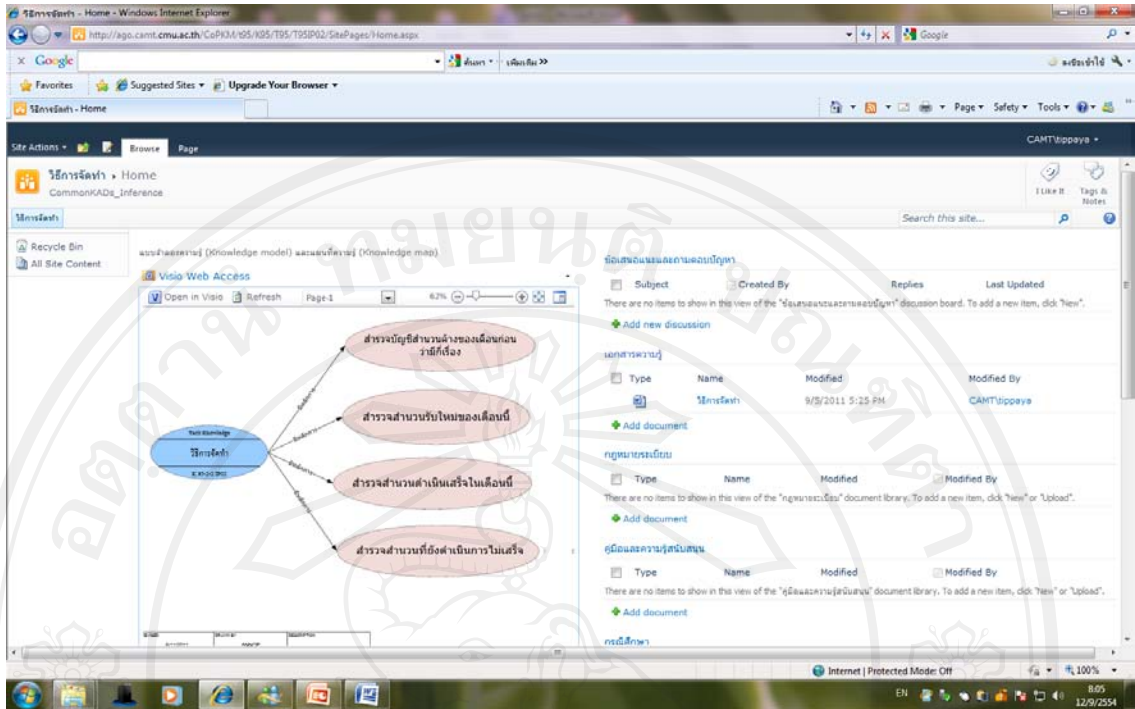 วิธีการจัดทำ - Home - Windows Internet Explorer
http://ago.camt.cmu.ac.th/CoPKM/t95/K95/T95/T95IP02/SitePages/Home.aspx
Google
Google
ค้นหา
เพิ่มเติม >>
ลงชื่อเข้าใช้
Favorites
Suggested Sites
Upgrade Your Browser
วิธีการจัดทำ - Home
Page
Safety
Tools
Site Actions
Browse
Page
CAMT\tippaya
วิธีการจัดทำ
Home
CommonKADs_Inference
I Like It
Tags & Notes
วิธีการจัดทำ
Search this site...
Recycle Bin
All Site Content
แบบจำลองความรู้ (Knowledge model) และแผนที่ความรู้ (Knowledge map)
Visio Web Access
Open in Visio
Refresh
Page-1
62%
สำรวจบัญชีสำนวนค้างของเดือนก่อน
ว่ามีกี่เรื่อง
สำรวจสำนวนรับใหม่ของเดือนนี้
Task Knowledge
วิธีการจัดทำ
สำรวจสำนวนดำเนินเสร็จในเดือนนี้
สำรวจสำนวนที่ยังดำเนินการไม่เสร็จ
ข้อเสนอแนะและถามตอบปัญหา
Subject
Created By
Replies
Last Updated
There are no items to show in this view of the "ข้อเสนอแนะและถามตอบปัญหา" discussion board. To add a new item, click "New".
Add new discussion
เอกสารความรู้
Type
Name
Modified
Modified By
วิธีการจัดทำ
9/5/2011 5:25 PM
CAMT\tippaya
Add document
กฎหมายระเบียบ
Type
Name
Modified
Modified By
There are no items to show in this view of the "กฎหมายระเบียบ" document library. To add a new item, click "New" or "Upload".
Add document
คู่มือและความรู้สนับสนุน
Type
Name
Modified
Modified By
There are no items to show in this view of the "คู่มือและความรู้สนับสนุน" document library. To add a new item, click "New" or "Upload".
Add document
กรณีศึกษา
Internet | Protected Mode: Off
100%
EN
8:05
12/9/2554